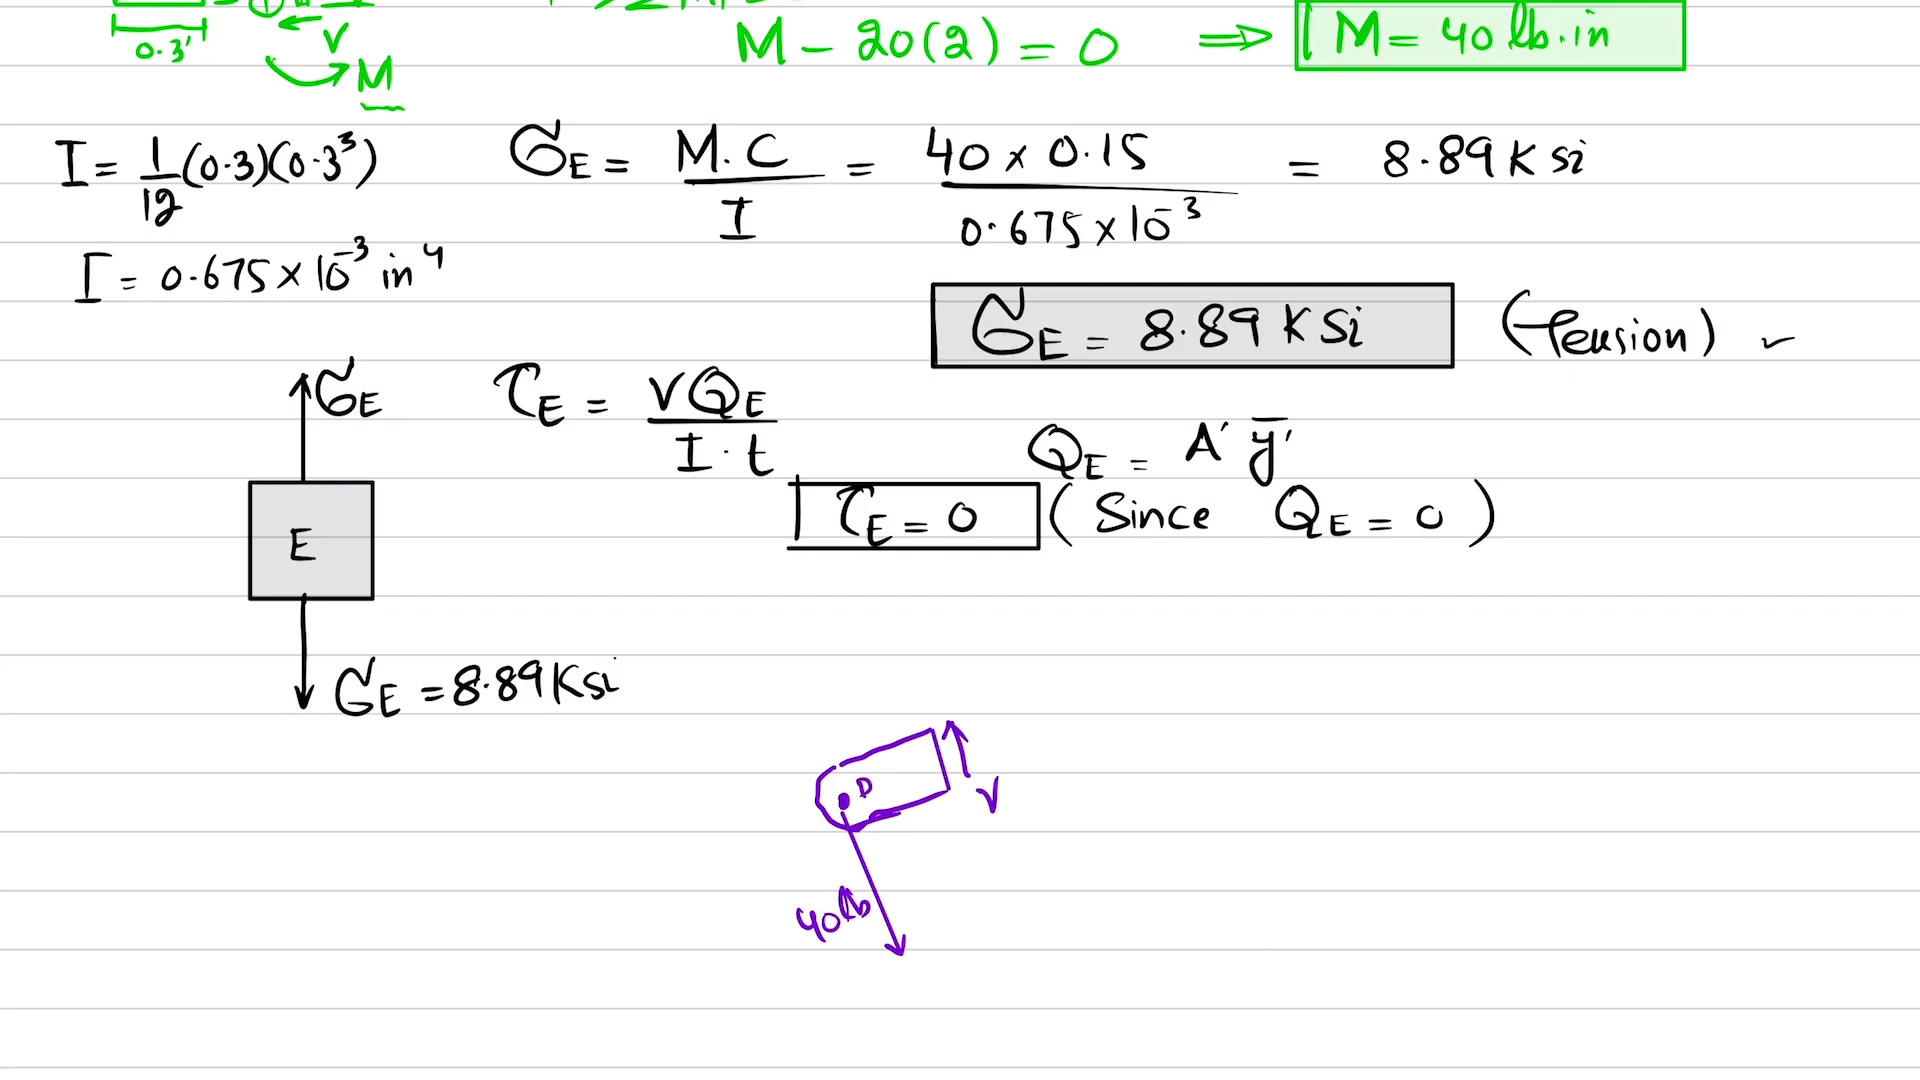 0.3'
V
M
M - 20(2) = 0 ⟹ M = 40 lb·in
I = 1/12 (0.3)(0.3³)
I = 0.675 × 10⁻³ in⁴
σE = M.C / I = 40 × 0.15 / 0.675 × 10⁻³ = 8.89 Ksi
σE = 8.89 KSi (Tension) ✓
σE
E
σE = 8.89 Ksi
τE = VQE / I · t
QE = A' ȳ'
τE = 0 (Since QE = 0)
D
V
40 lb